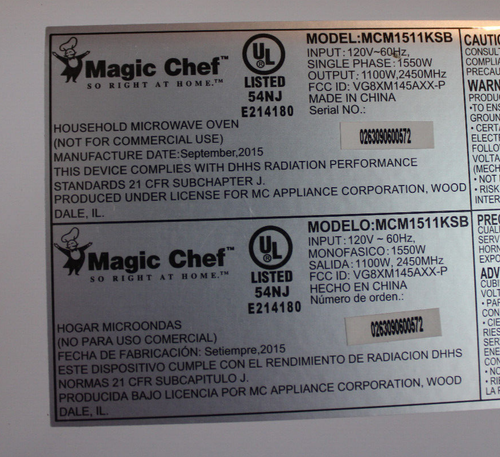 Magic Chef™
SO RIGHT AT HOME.™
UL
LISTED
54NJ
E214180
MODEL:MCM1511KSB
INPUT: 120V~60Hz,
SINGLE PHASE: 1550W
OUTPUT: 1100W, 2450MHz
FCC ID: VG8XM145AXX-P
MADE IN CHINA
Serial NO.:
0263090600572
HOUSEHOLD MICROWAVE OVEN
(NOT FOR COMMERCIAL USE)
MANUFACTURE DATE:September,2015
THIS DEVICE COMPLIES WITH DHHS RADIATION PERFORMANCE
STANDARDS 21 CFR SUBCHAPTER J.
PRODUCED UNDER LICENSE FOR MC APPLIANCE CORPORATION, WOOD
DALE, IL.
Magic Chef™
SO RIGHT AT HOME.™
UL
LISTED
54NJ
E214180
MODELO: MCM1511KSB
INPUT: 120V ~ 60Hz,
MONOFASICO: 1550W
SALIDA: 1100W, 2450MHz
FCC ID: VG8XM145AXX-P
HECHO EN CHINA
Número de orden.:
0263090600572
HOGAR MICROONDAS
(NO PARA USO COMERCIAL)
FECHA DE FABRICACIÓN: Setiempre,2015
ESTE DISPOSITIVO CUMPLE CON EL RENDIMIENTO DE RADIACION DHHS
NORMAS 21 CFR SUBCAPITULO J.
PRODUCIDA BAJO LICENCIA POR MC APPLIANCE CORPORATION, WOOD
DALE, IL.